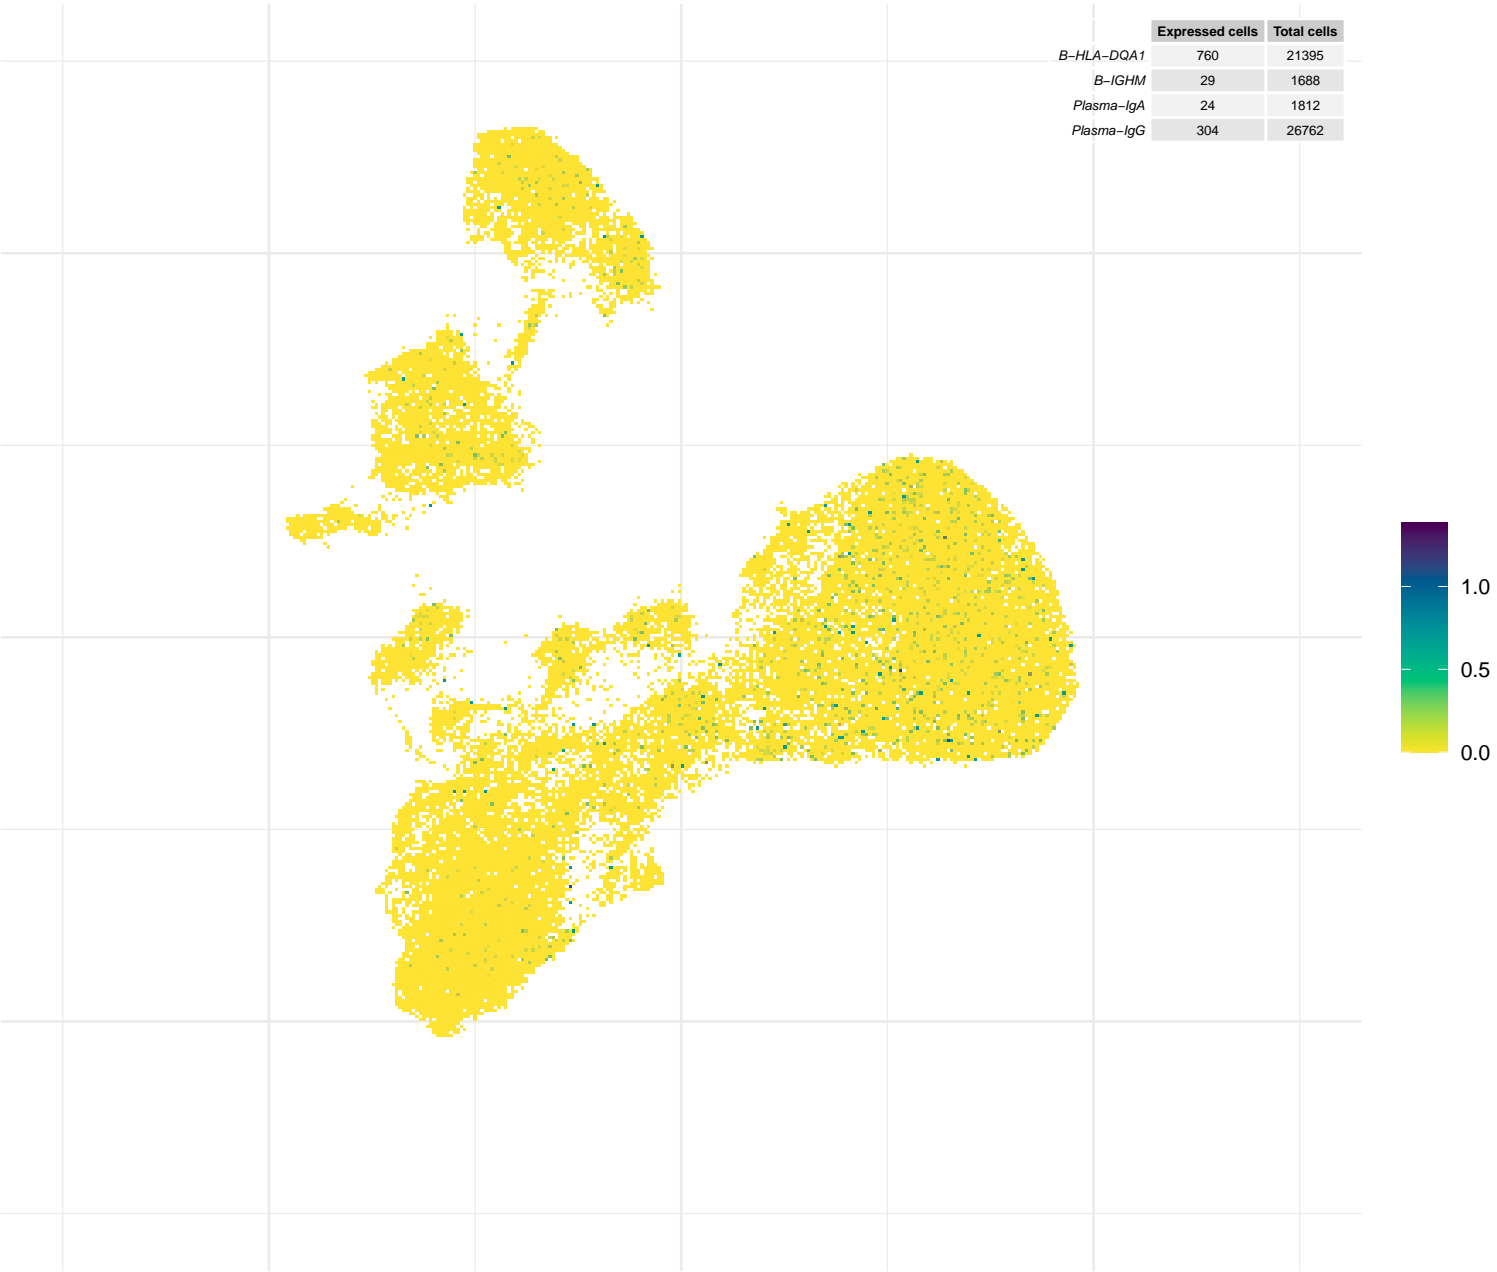 Expressed cells Total cells
B−HLA−DQA1 760 21395
B−IGHM 29 1688
Plasma−IgA 24 1812
Plasma−IgG 304 26762
1.0
0.5
0.0